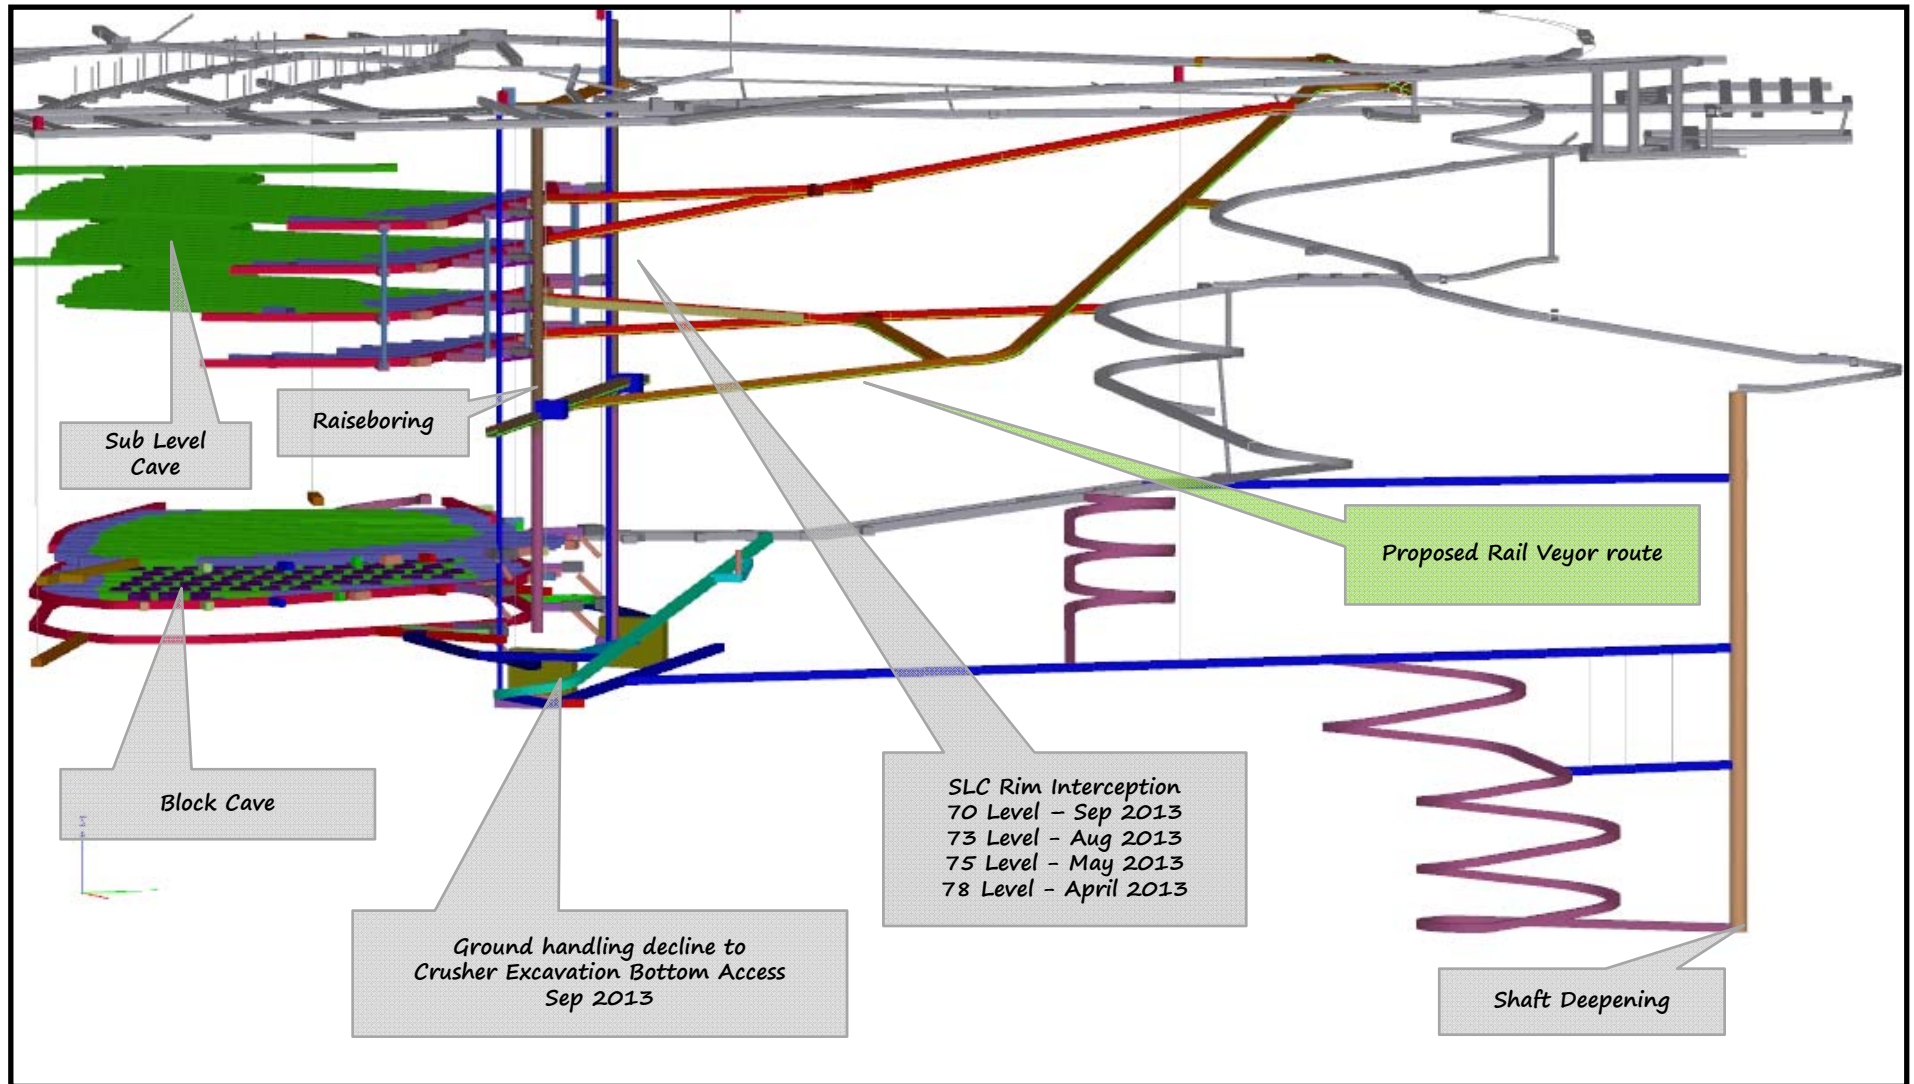 Sub Level
Cave
Raiseboring
Proposed Rail Veyor route
Block Cave
SLC Rim Interception
70 Level – Sep 2013
73 Level - Aug 2013
75 Level - May 2013
78 Level - April 2013
Ground handling decline to
Crusher Excavation Bottom Access
Sep 2013
Shaft Deepening